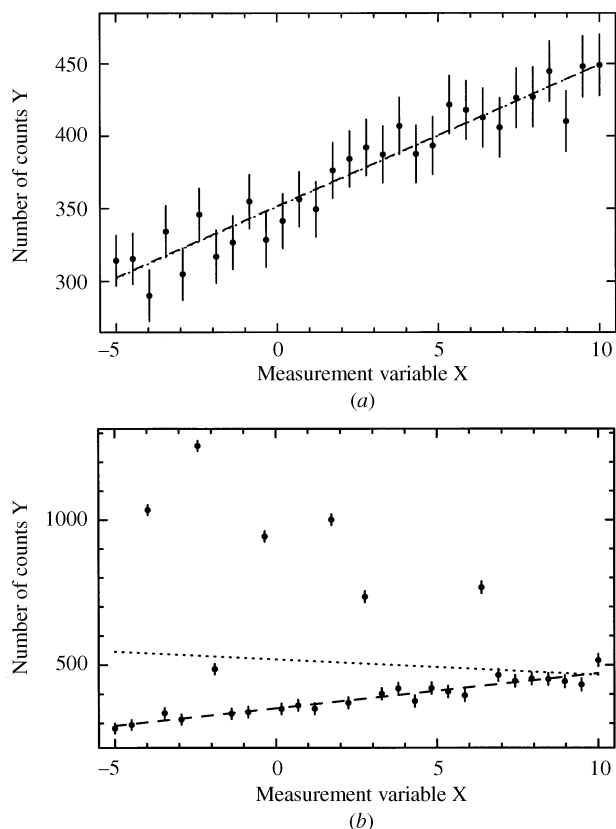 450
400
350
300
Number of counts Y
–5 0 5 10
Measurement variable X
(a)
1000
500
Number of counts Y
–5 0 5 10
Measurement variable X
(b)